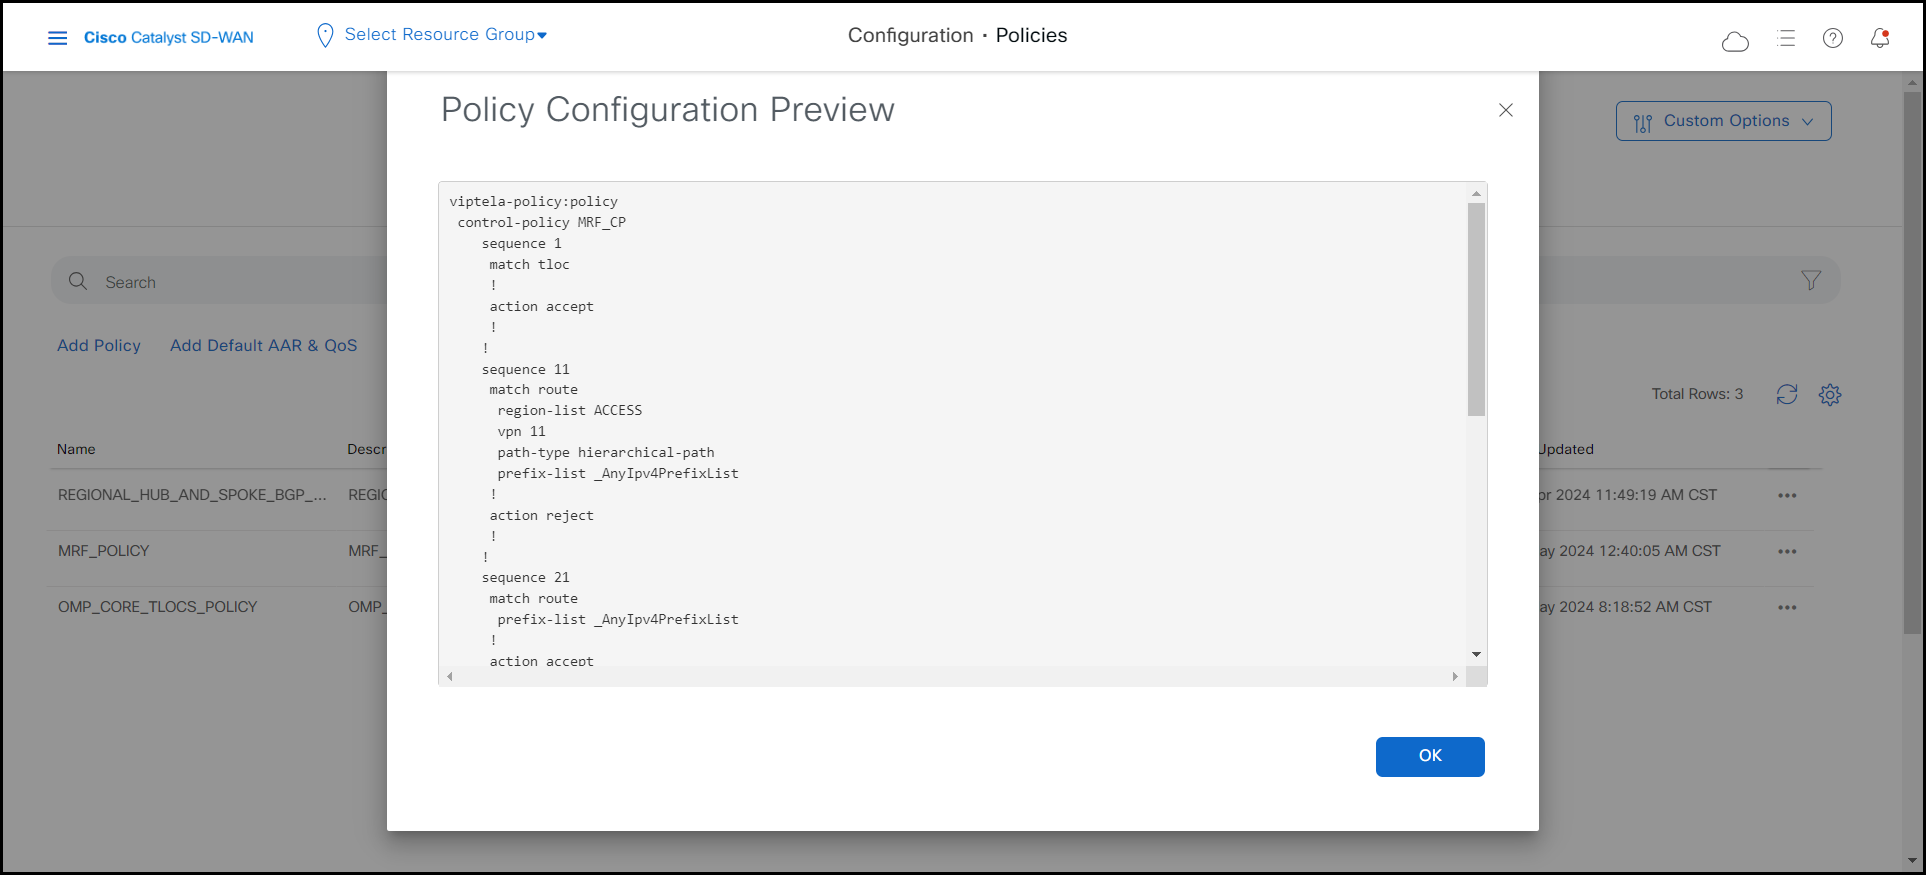 Cisco Catalyst SD-WAN
Select Resource Group
Configuration · Policies
Policy Configuration Preview
Custom Options
viptela-policy:policy
control-policy MRF_CP
sequence 1
match tloc
!
action accept
!
!
sequence 11
match route
region-list ACCESS
vpn 11
path-type hierarchical-path
prefix-list _AnyIpv4PrefixList
!
action reject
!
!
sequence 21
match route
prefix-list _AnyIpv4PrefixList
!
action accept
OK
Search
Add Policy
Add Default AAR & QoS
Total Rows: 3
Name Descr Updated
REGIONAL_HUB_AND_SPOKE_BGP_... REGIO pr 2024 11:49:19 AM CST
MRF_POLICY MRF_ ay 2024 12:40:05 AM CST
OMP_CORE_TLOCS_POLICY OMP_ ay 2024 8:18:52 AM CST